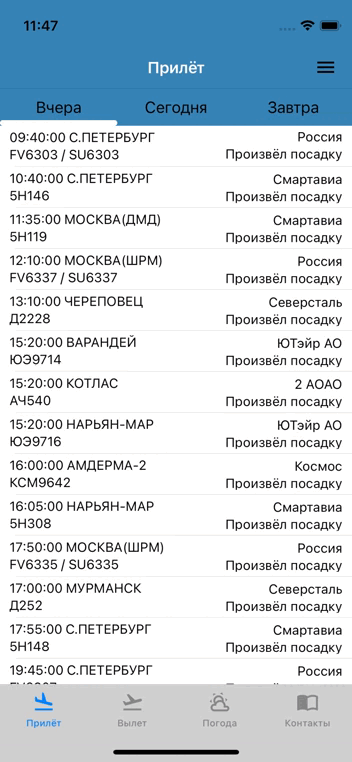 11:47
Прилёт
Вчера Сегодня Завтра
09:40:00 С.ПЕТЕРБУРГ Россия
FV6303 / SU6303 Произвёл посадку
10:40:00 С.ПЕТЕРБУРГ Смартавиа
5Н146 Произвёл посадку
11:35:00 МОСКВА(ДМД) Смартавиа
5Н119 Произвёл посадку
12:10:00 МОСКВА(ШРМ) Россия
FV6337 / SU6337 Произвёл посадку
13:10:00 ЧЕРЕПОВЕЦ Северсталь
Д2228 Произвёл посадку
15:20:00 ВАРАНДЕЙ ЮТэйр АО
ЮЭ9714 Произвёл посадку
15:20:00 КОТЛАС 2 АОАО
АЧ540 Произвёл посадку
15:20:00 НАРЬЯН-МАР ЮТэйр АО
ЮЭ9716 Произвёл посадку
16:00:00 АМДЕРМА-2 Космос
КСМ9642 Произвёл посадку
16:05:00 НАРЬЯН-МАР Смартавиа
5Н308 Произвёл посадку
17:50:00 МОСКВА(ШРМ) Россия
FV6335 / SU6335 Произвёл посадку
17:00:00 МУРМАНСК Северсталь
Д252 Произвёл посадку
17:55:00 С.ПЕТЕРБУРГ Смартавиа
5Н148 Произвёл посадку
19:45:00 С.ПЕТЕРБУРГ Россия
Прилёт Вылет Погода Контакты